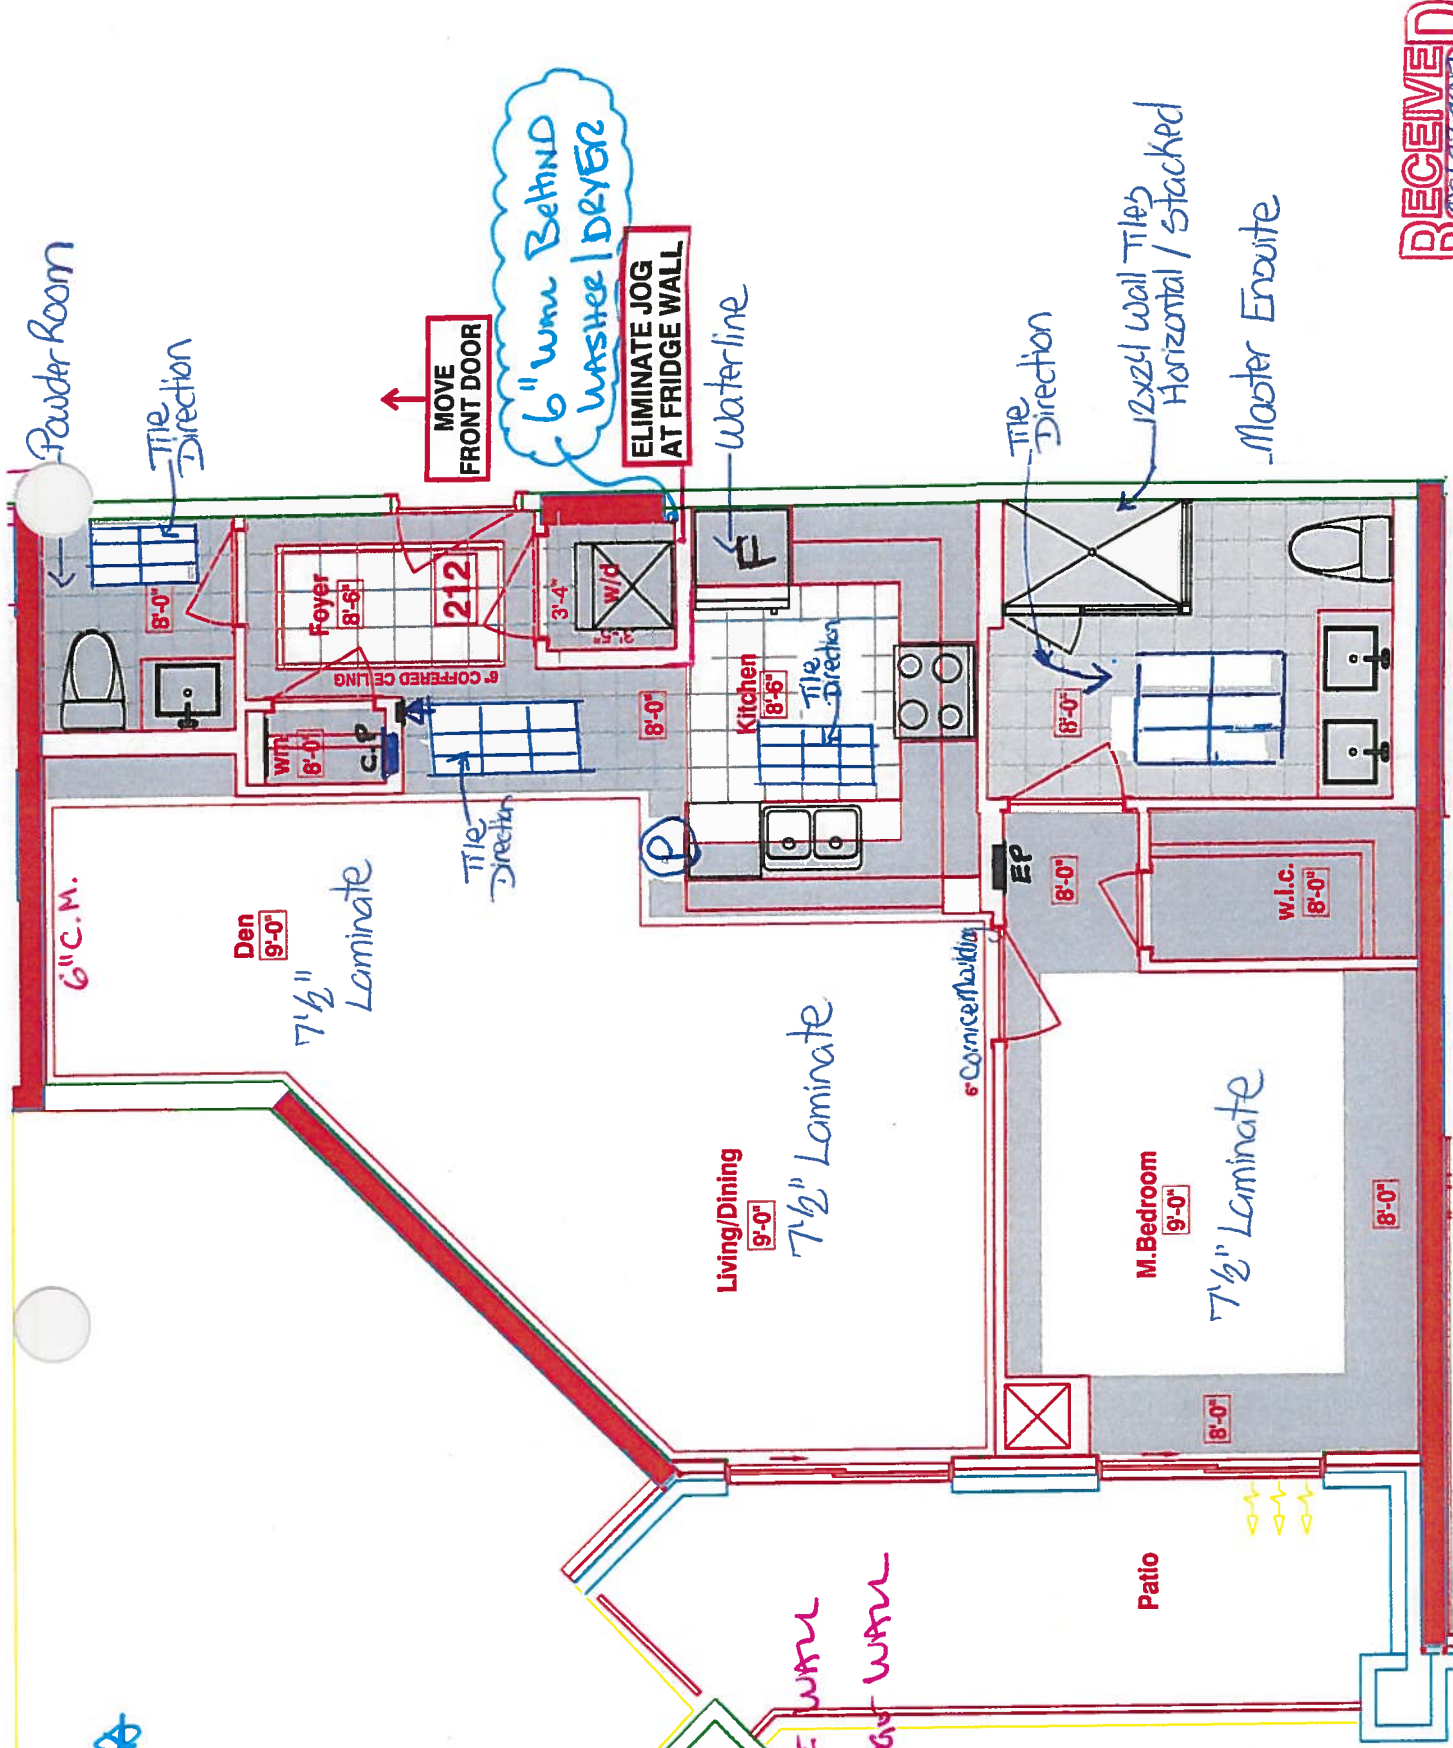 RECEIVED
Powder Room
Tile
Direction
MOVE
FRONT DOOR
6" Wall Behind
WASHER / DRYER
ELIMINATE JOG
AT FRIDGE WALL
Waterline
Tile
Direction
12x24 Wall Tiles
Horizontal / Stacked
Master Ensuite
8'-0"
Foyer
8'-6"
212
3'-4"
w/d
3'-5"
F
6" COFFERED CEILING
wm
8'-0"
C.P
8'-0"
Kitchen
8'-6"
Tile
Direction
8'-0"
Tile
Direction
P
EP
8'-0"
w.i.c.
8'-0"
6" C.M.
Den
9'-0"
7½"
Laminate
6" Cornice Moulding
Living/Dining
9'-0"
7½" Laminate
M.Bedroom
9'-0"
7½" Laminate
8'-0"
8'-0"
Patio
WALL
WALL